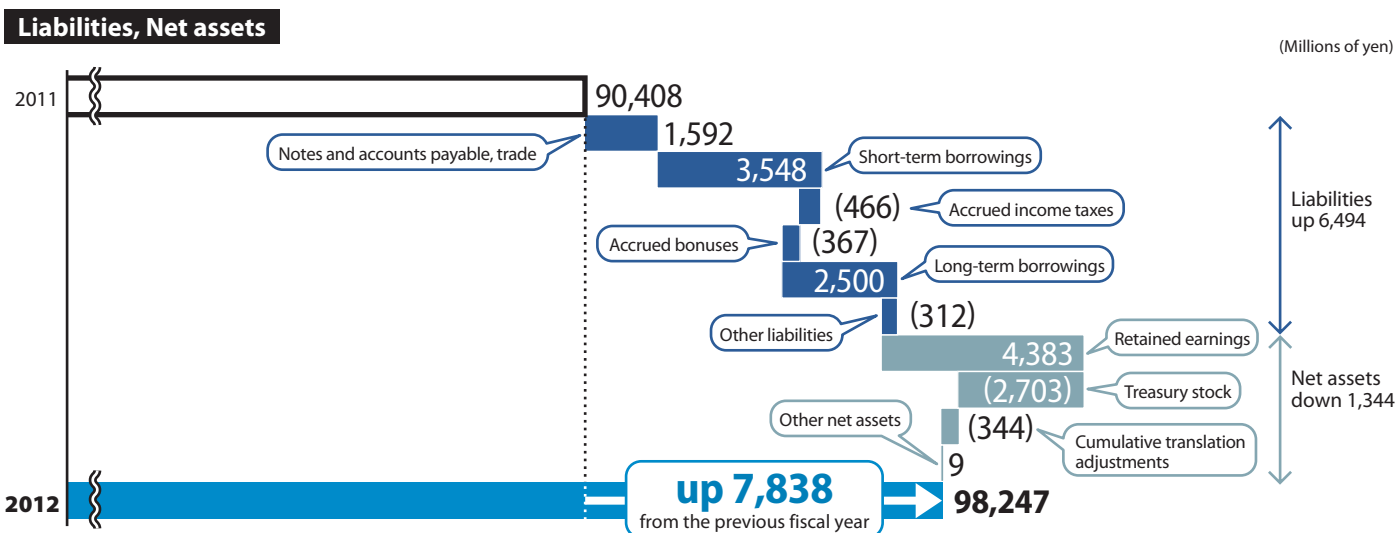 Liabilities, Net assets
(Millions of yen)
2011
90,408
Notes and accounts payable, trade
1,592
3,548
Short-term borrowings
(466)
Accrued income taxes
Accrued bonuses
(367)
2,500
Long-term borrowings
Other liabilities
(312)
Liabilities
up 6,494
4,383
Retained earnings
(2,703)
Treasury stock
Other net assets
(344)
Cumulative translation
adjustments
9
Net assets
down 1,344
2012
up 7,838
from the previous fiscal year
98,247